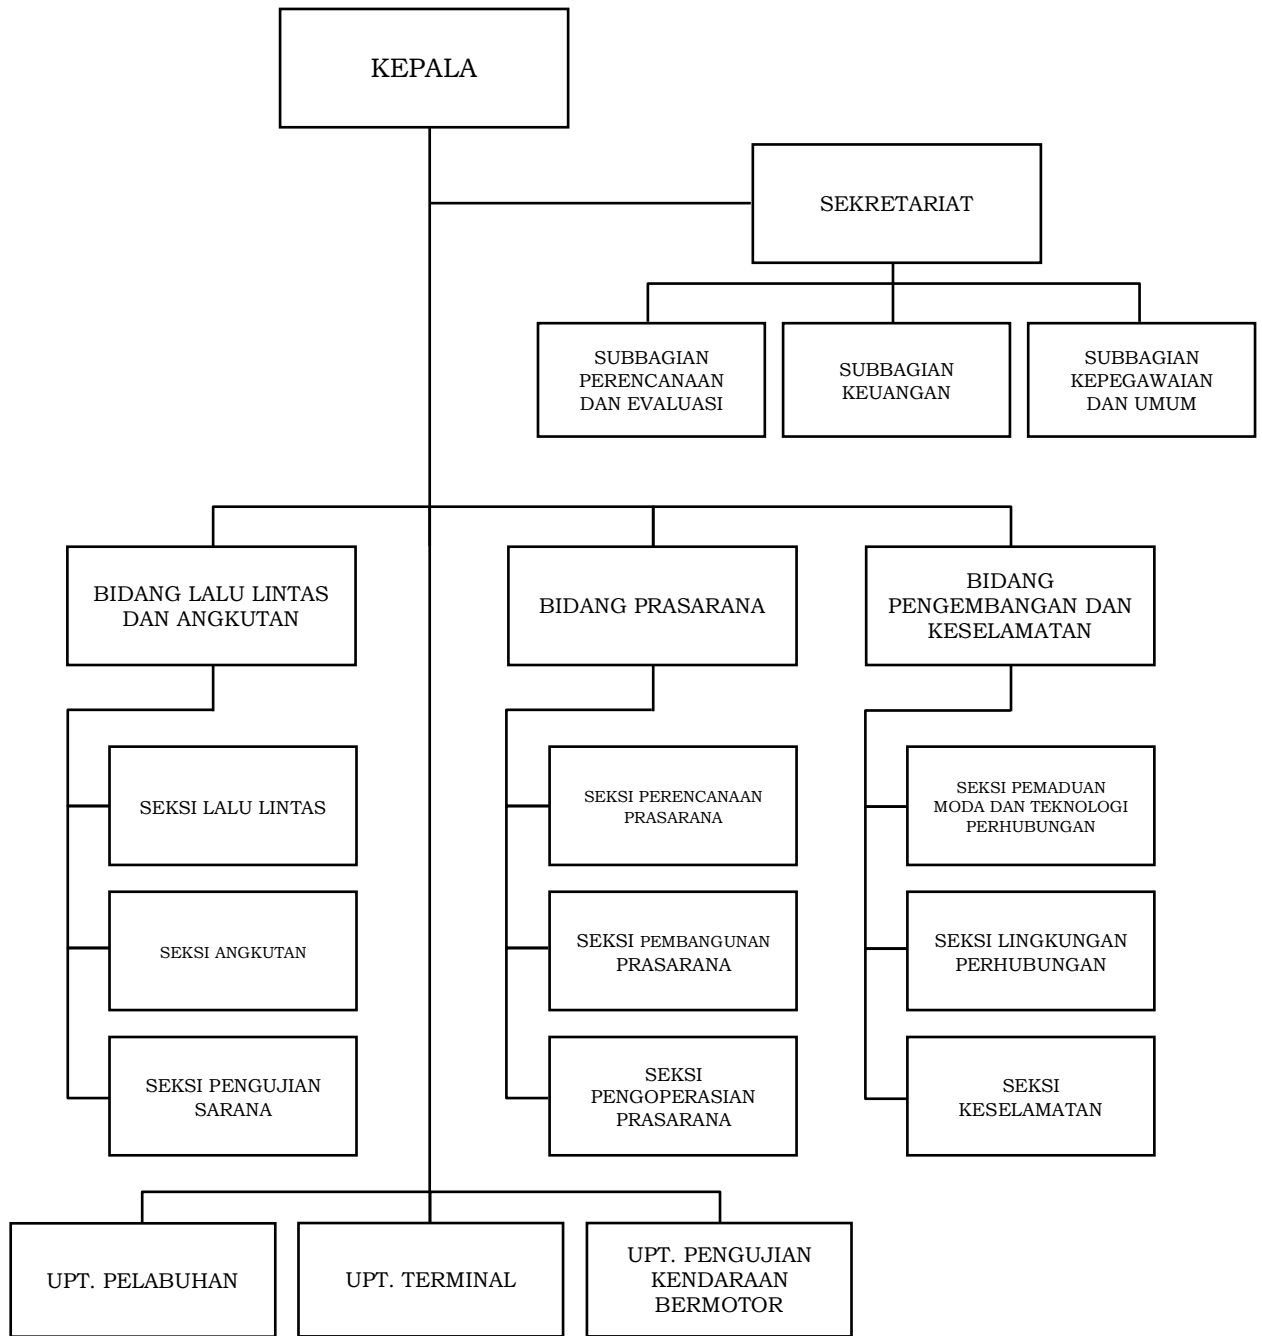 KEPALA
SEKRETARIAT
SUBBAGIAN
PERENCANAAN
DAN EVALUASI
SUBBAGIAN
KEUANGAN
SUBBAGIAN
KEPEGAWAIAN
DAN UMUM
BIDANG LALU LINTAS
DAN ANGKUTAN
BIDANG PRASARANA
BIDANG
PENGEMBANGAN DAN
KESELAMATAN
SEKSI LALU LINTAS
SEKSI PERENCANAAN
PRASARANA
SEKSI PEMADUAN
MODA DAN TEKNOLOGI
PERHUBUNGAN
SEKSI ANGKUTAN
SEKSI PEMBANGUNAN
PRASARANA
SEKSI LINGKUNGAN
PERHUBUNGAN
SEKSI PENGUJIAN
SARANA
SEKSI
PENGOPERASIAN
PRASARANA
SEKSI
KESELAMATAN
UPT. PELABUHAN
UPT. TERMINAL
UPT. PENGUJIAN
KENDARAAN
BERMOTOR